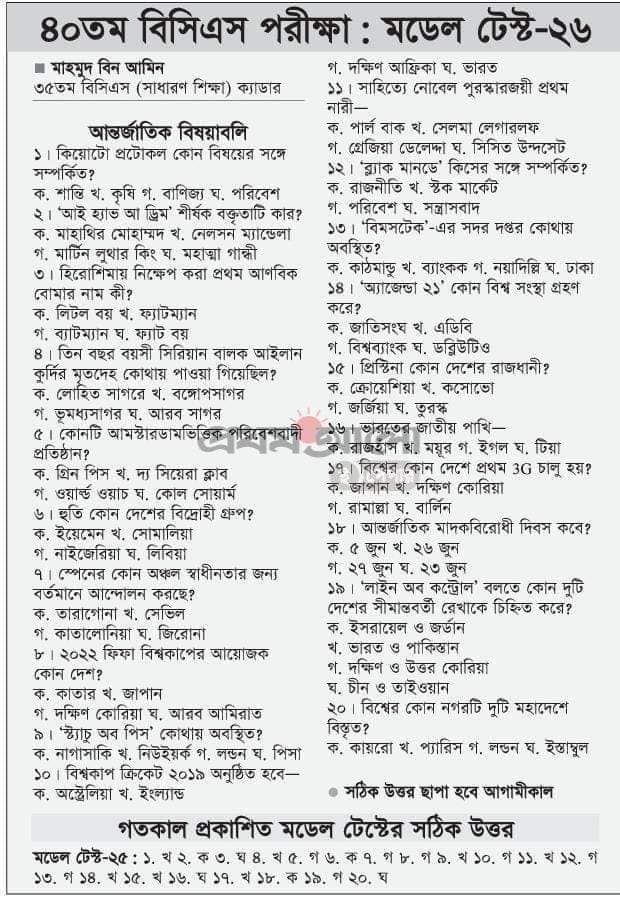 ৪০তম বিসিএস পরীক্ষা : মডেল টেস্ট-২৬
■ মাহমুদ বিন আমিন
৩৫তম বিসিএস (সাধারণ শিক্ষা) ক্যাডার
আন্তর্জাতিক বিষয়াবলি
১। কিয়োটো প্রটোকল কোন বিষয়ের সঙ্গে
সম্পর্কিত?
ক. শান্তি খ. কৃষি গ. বাণিজ্য ঘ. পরিবেশ
২। ‘আই হ্যাভ আ ড্রিম’ শীর্ষক বক্তৃতাটি কার?
ক. মাহাথির মোহাম্মদ খ. নেলসন ম্যান্ডেলা
গ. মার্টিন লুথার কিং ঘ. মহাত্মা গান্ধী
৩। হিরোশিমায় নিক্ষেপ করা প্রথম আণবিক
বোমার নাম কী?
ক. লিটল বয় খ. ফ্যাটম্যান
গ. ব্যাটম্যান ঘ. ফ্যাট বয়
৪। তিন বছর বয়সী সিরিয়ান বালক আইলান
কুর্দির মৃতদেহ কোথায় পাওয়া গিয়েছিল?
ক. লোহিত সাগরে খ. বঙ্গোপসাগর
গ. ভূমধ্যসাগর ঘ. আরব সাগর
৫। কোনটি আমস্টারডামভিত্তিক পরিবেশবাদী
প্রতিষ্ঠান?
ক. গ্রিন পিস খ. দ্য সিয়েরা ক্লাব
গ. ওয়ার্ল্ড ওয়াচ ঘ. কোল সোয়ার্ম
৬। হুতি কোন দেশের বিদ্রোহী গ্রুপ?
ক. ইয়েমেন খ. সোমালিয়া
গ. নাইজেরিয়া ঘ. লিবিয়া
৭। স্পেনের কোন অঞ্চল স্বাধীনতার জন্য
বর্তমানে আন্দোলন করছে?
ক. তারাগোনা খ. সেভিল
গ. কাতালোনিয়া ঘ. জিরোনা
৮। ২০২২ ফিফা বিশ্বকাপের আয়োজক
কোন দেশ?
ক. কাতার খ. জাপান
গ. দক্ষিণ কোরিয়া ঘ. আরব আমিরাত
৯। ‘স্ট্যাচু অব পিস’ কোথায় অবস্থিত?
ক. নাগাসাকি খ. নিউইয়র্ক গ. লন্ডন ঘ. পিসা
১০। বিশ্বকাপ ক্রিকেট ২০১৯ অনুষ্ঠিত হবে—
ক. অস্ট্রেলিয়া খ. ইংল্যান্ড
গ. দক্ষিণ আফ্রিকা ঘ. ভারত
১১। সাহিত্যে নোবেল পুরস্কারজয়ী প্রথম
নারী—
ক. পার্ল বাক খ. সেলমা লেগারলফ
গ. গ্রেজিয়া ডেলেদ্দা ঘ. সিসিত উন্দসেট
১২। ‘ব্ল্যাক মানডে’ কিসের সঙ্গে সম্পর্কিত?
ক. রাজনীতি খ. স্টক মার্কেট
গ. পরিবেশ ঘ. সন্ত্রাসবাদ
১৩। ‘বিমসটেক’-এর সদর দপ্তর কোথায়
অবস্থিত?
ক. কাঠমান্ডু খ. ব্যাংকক গ. নয়াদিল্লি ঘ. ঢাকা
১৪। ‘অ্যাজেন্ডা ২১’ কোন বিশ্ব সংস্থা গ্রহণ
করে?
ক. জাতিসংঘ খ. এডিবি
গ. বিশ্বব্যাংক ঘ. ডব্লিউটিও
১৫। প্রিস্টিনা কোন দেশের রাজধানী?
ক. ক্রোয়েশিয়া খ. কসোভো
গ. জর্জিয়া ঘ. তুরস্ক
১৬। ভারতের জাতীয় পাখি—
ক. রাজহাঁস খ. ময়ূর গ. ইগল ঘ. টিয়া
১৭। বিশ্বের কোন দেশে প্রথম 3G চালু হয়?
ক. জাপান খ. দক্ষিণ কোরিয়া
গ. রামাল্লা ঘ. বার্লিন
১৮। আন্তর্জাতিক মাদকবিরোধী দিবস কবে?
ক. ৫ জুন খ. ২৬ জুন
গ. ২৭ জুন ঘ. ২৩ জুন
১৯। ‘লাইন অব কন্ট্রোল’ বলতে কোন দুটি
দেশের সীমান্তবর্তী রেখাকে চিহ্নিত করে?
ক. ইসরায়েল ও জর্ডান
খ. ভারত ও পাকিস্তান
গ. দক্ষিণ ও উত্তর কোরিয়া
ঘ. চীন ও তাইওয়ান
২০। বিশ্বের কোন নগরটি দুটি মহাদেশে
বিস্তৃত?
ক. কায়রো খ. প্যারিস গ. লন্ডন ঘ. ইস্তাম্বুল
● সঠিক উত্তর ছাপা হবে আগামীকাল
প্রথম আলো
ই-পেপার
গতকাল প্রকাশিত মডেল টেস্টের সঠিক উত্তর
মডেল টেস্ট-২৫ : ১. খ ২. ক ৩. ঘ ৪. খ ৫. গ ৬. ক ৭. গ ৮. গ ৯. খ ১০. গ ১১. খ ১২. গ
১৩. গ ১৪. খ ১৫. খ ১৬. ঘ ১৭. খ ১৮. ক ১৯. গ ২০. ঘ